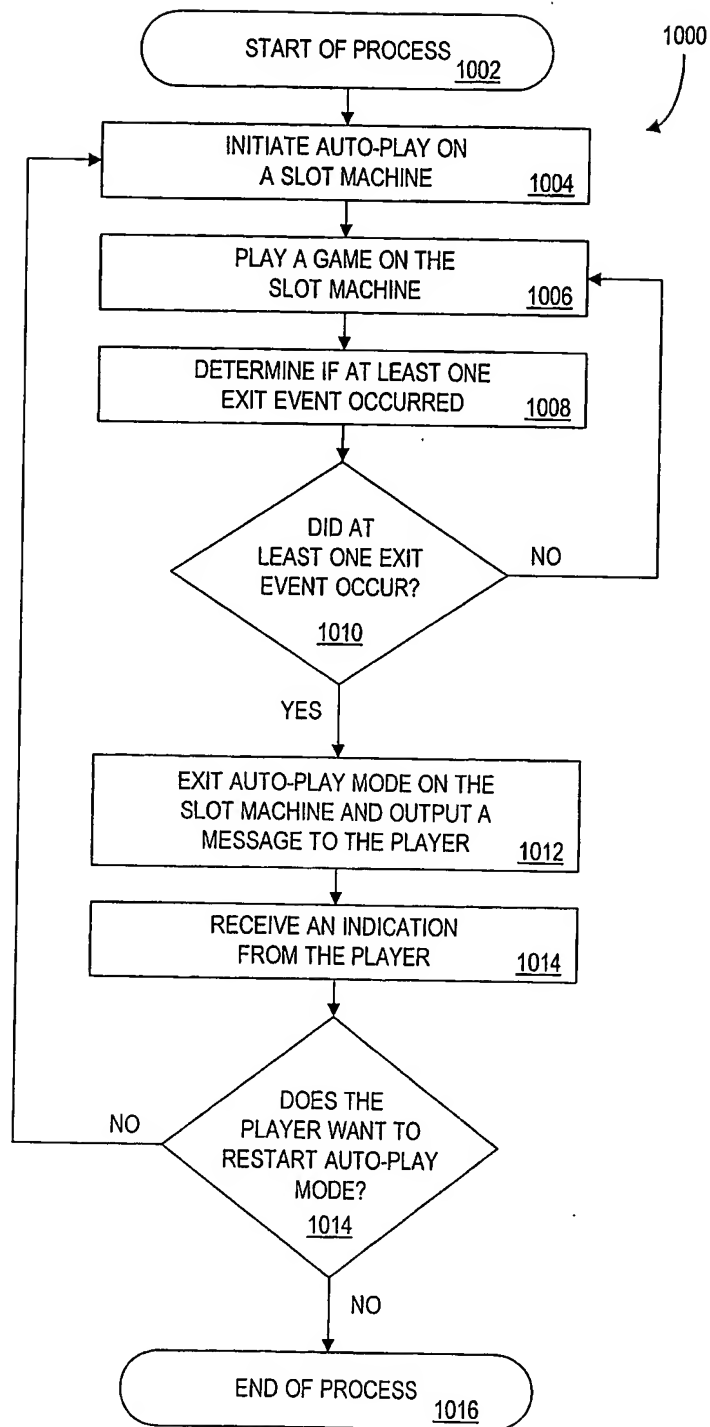 1000
START OF PROCESS
1002
INITIATE AUTO-PLAY ON
A SLOT MACHINE
1004
PLAY A GAME ON THE
SLOT MACHINE
1006
DETERMINE IF AT LEAST ONE
EXIT EVENT OCCURRED
1008
DID AT
LEAST ONE EXIT
EVENT OCCUR?
1010
NO
YES
EXIT AUTO-PLAY MODE ON THE
SLOT MACHINE AND OUTPUT A
MESSAGE TO THE PLAYER
1012
RECEIVE AN INDICATION
FROM THE PLAYER
1014
NO
DOES THE
PLAYER WANT TO
RESTART AUTO-PLAY
MODE?
1014
NO
END OF PROCESS
1016